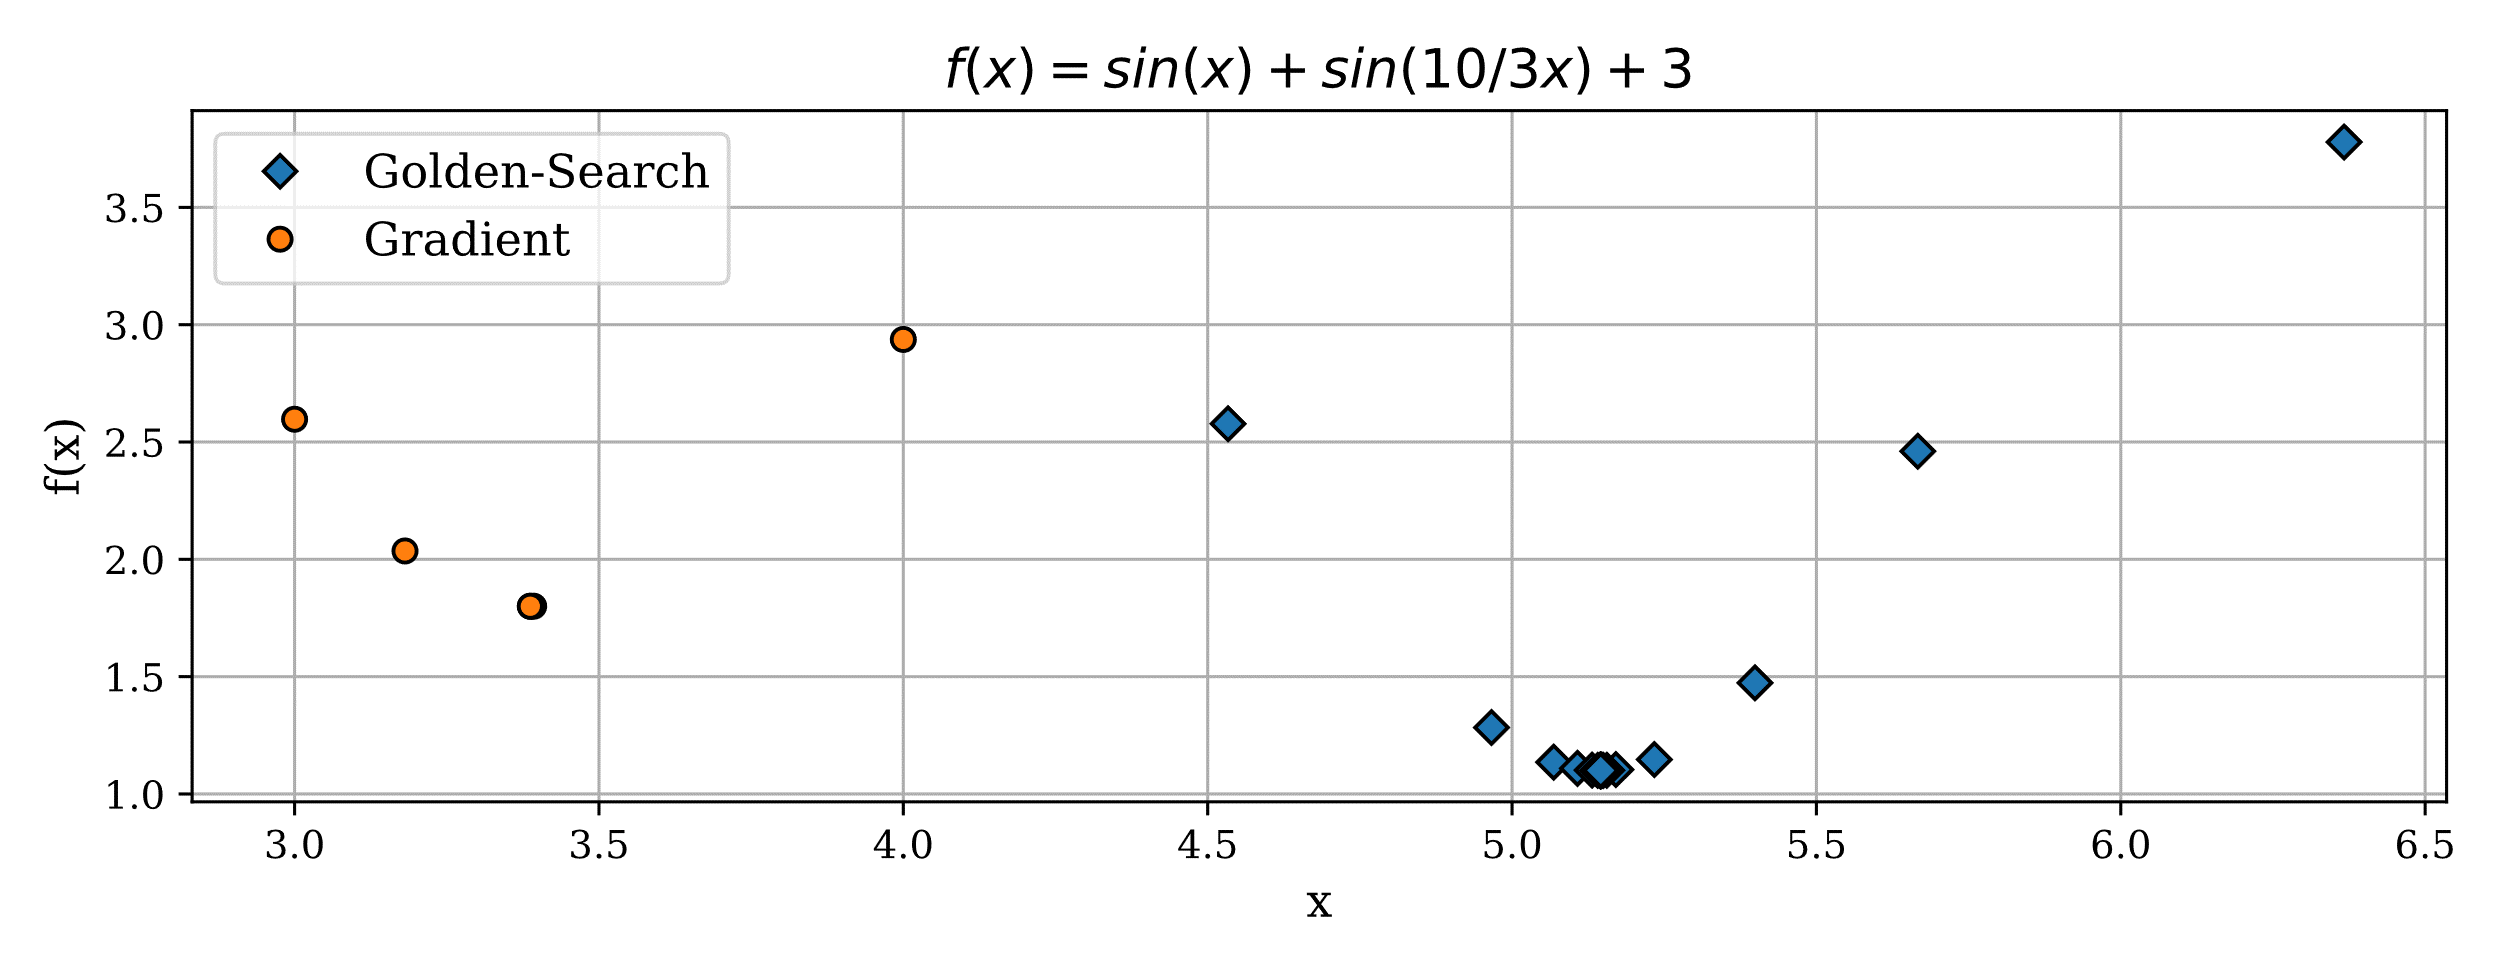 f(x) = sin(x) + sin(10/3x) + 3
Golden-Search
Gradient
f(x)
3.5
3.0
2.5
2.0
1.5
1.0
3.0 3.5 4.0 4.5 5.0 5.5 6.0 6.5
x